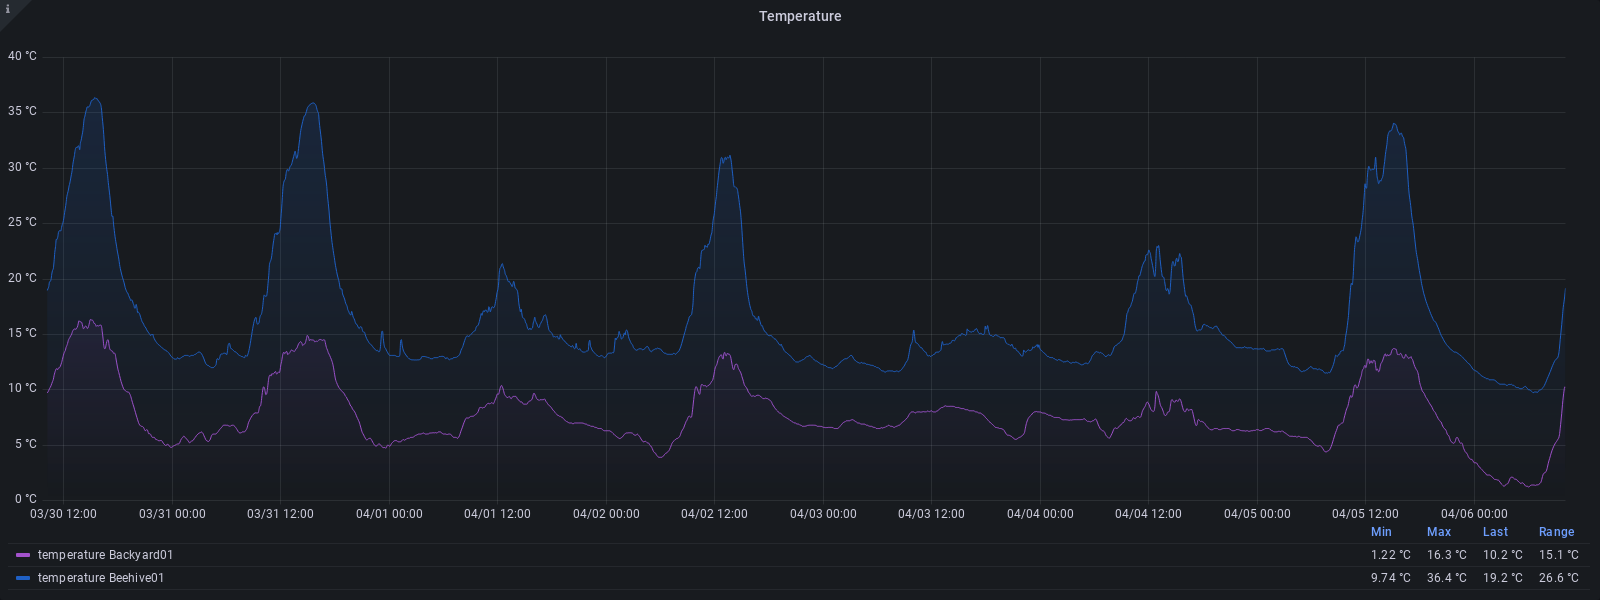 i
Temperature
40 °C
35 °C
30 °C
25 °C
20 °C
15 °C
10 °C
5 °C
0 °C
03/30 12:00 03/31 00:00 03/31 12:00 04/01 00:00 04/01 12:00 04/02 00:00 04/02 12:00 04/03 00:00 04/03 12:00 04/04 00:00 04/04 12:00 04/05 00:00 04/05 12:00 04/06 00:00
Min Max Last Range
temperature Backyard01 1.22 °C 16.3 °C 10.2 °C 15.1 °C
temperature Beehive01 9.74 °C 36.4 °C 19.2 °C 26.6 °C